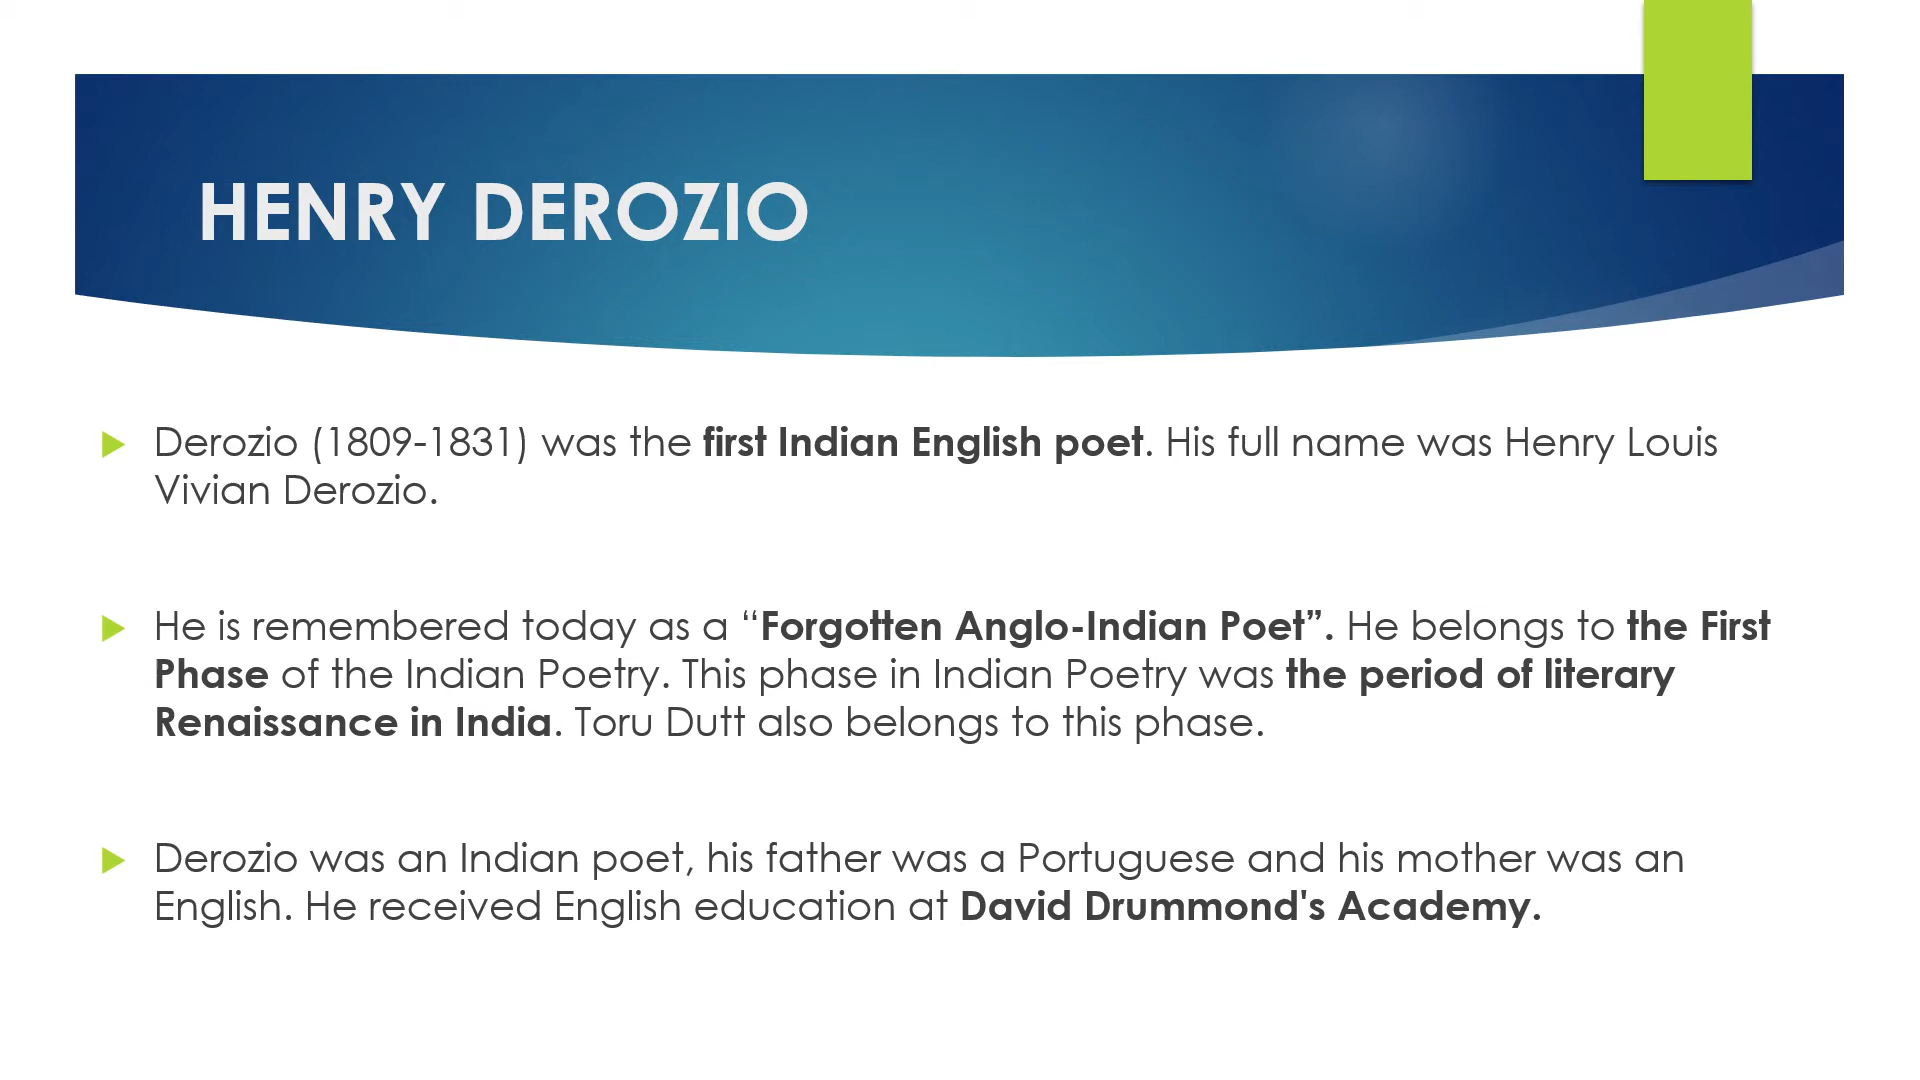 HENRY DEROZIO
Derozio (1809-1831) was the first Indian English poet. His full name was Henry Louis
Vivian Derozio.
He is remembered today as a “Forgotten Anglo-Indian Poet”. He belongs to the First
Phase of the Indian Poetry. This phase in Indian Poetry was the period of literary
Renaissance in India. Toru Dutt also belongs to this phase.
Derozio was an Indian poet, his father was a Portuguese and his mother was an
English. He received English education at David Drummond's Academy.